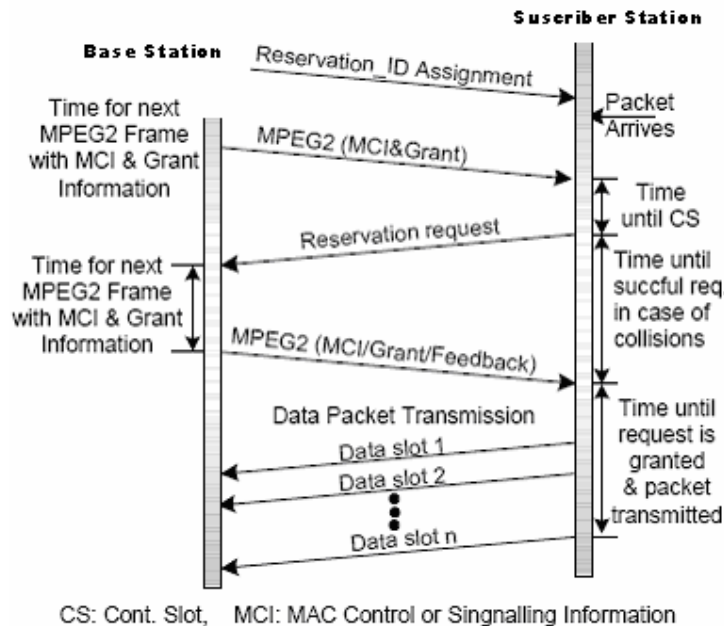 Suscriber Station
Base Station
Reservation_ID Assignment
Time for next
MPEG2 Frame
with MCI & Grant
Information
Packet
Arrives
MPEG2 (MCI&Grant)
Time
until CS
Reservation request
Time for next
MPEG2 Frame
with MCI & Grant
Information
Time until
succful req
in case of
collisions
MPEG2 (MCI/Grant/Feedback)
Data Packet Transmission
Time until
request is
granted
& packet
transmitted
Data slot 1
Data slot 2
Data slot n
CS: Cont. Slot, MCI: MAC Control or Singnalling Information